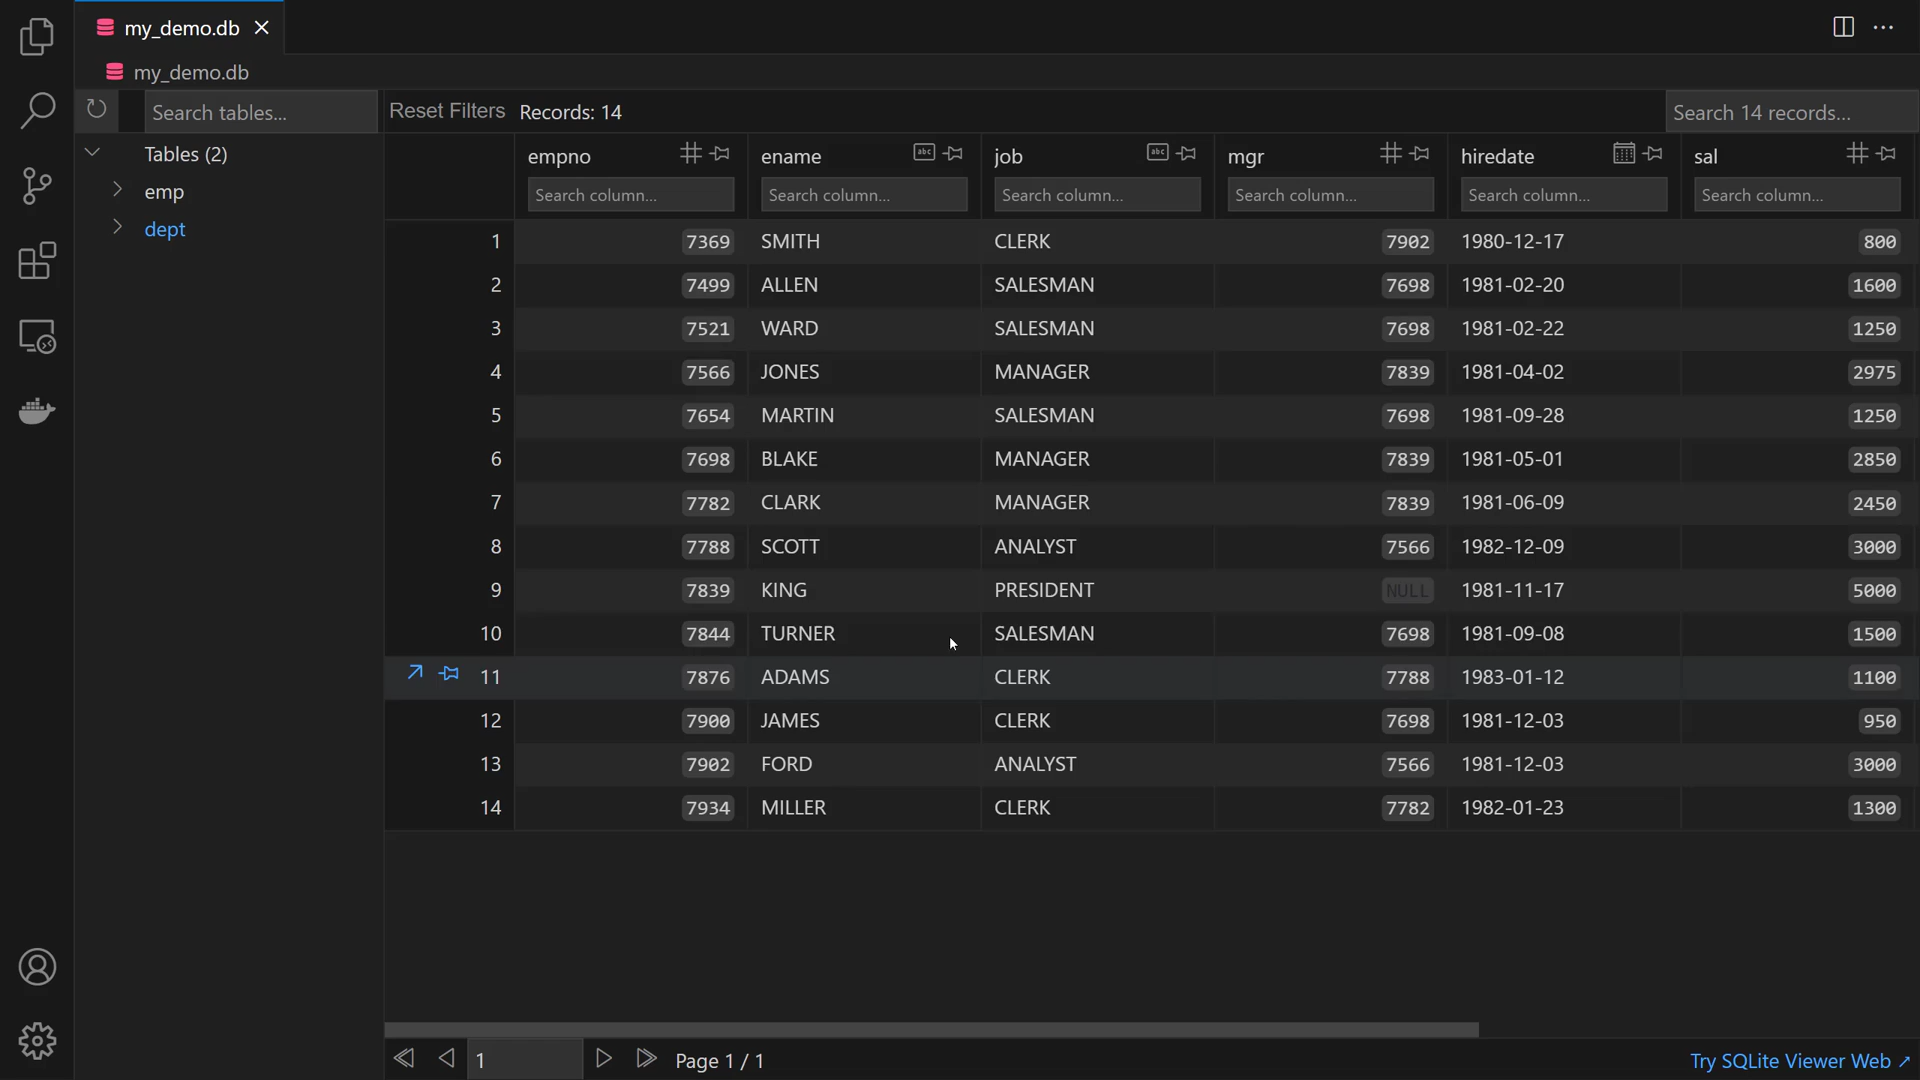 my_demo.db
my_demo.db
Search tables...
Reset Filters Records: 14
Search 14 records...
Tables (2)
emp
dept
empno ename job mgr hiredate sal
Search column... Search column... Search column... Search column... Search column... Search column...
1 7369 SMITH CLERK 7902 1980-12-17 800
2 7499 ALLEN SALESMAN 7698 1981-02-20 1600
3 7521 WARD SALESMAN 7698 1981-02-22 1250
4 7566 JONES MANAGER 7839 1981-04-02 2975
5 7654 MARTIN SALESMAN 7698 1981-09-28 1250
6 7698 BLAKE MANAGER 7839 1981-05-01 2850
7 7782 CLARK MANAGER 7839 1981-06-09 2450
8 7788 SCOTT ANALYST 7566 1982-12-09 3000
9 7839 KING PRESIDENT NULL 1981-11-17 5000
10 7844 TURNER SALESMAN 7698 1981-09-08 1500
11 7876 ADAMS CLERK 7788 1983-01-12 1100
12 7900 JAMES CLERK 7698 1981-12-03 950
13 7902 FORD ANALYST 7566 1981-12-03 3000
14 7934 MILLER CLERK 7782 1982-01-23 1300
1 Page 1 / 1
Try SQLite Viewer Web ↗